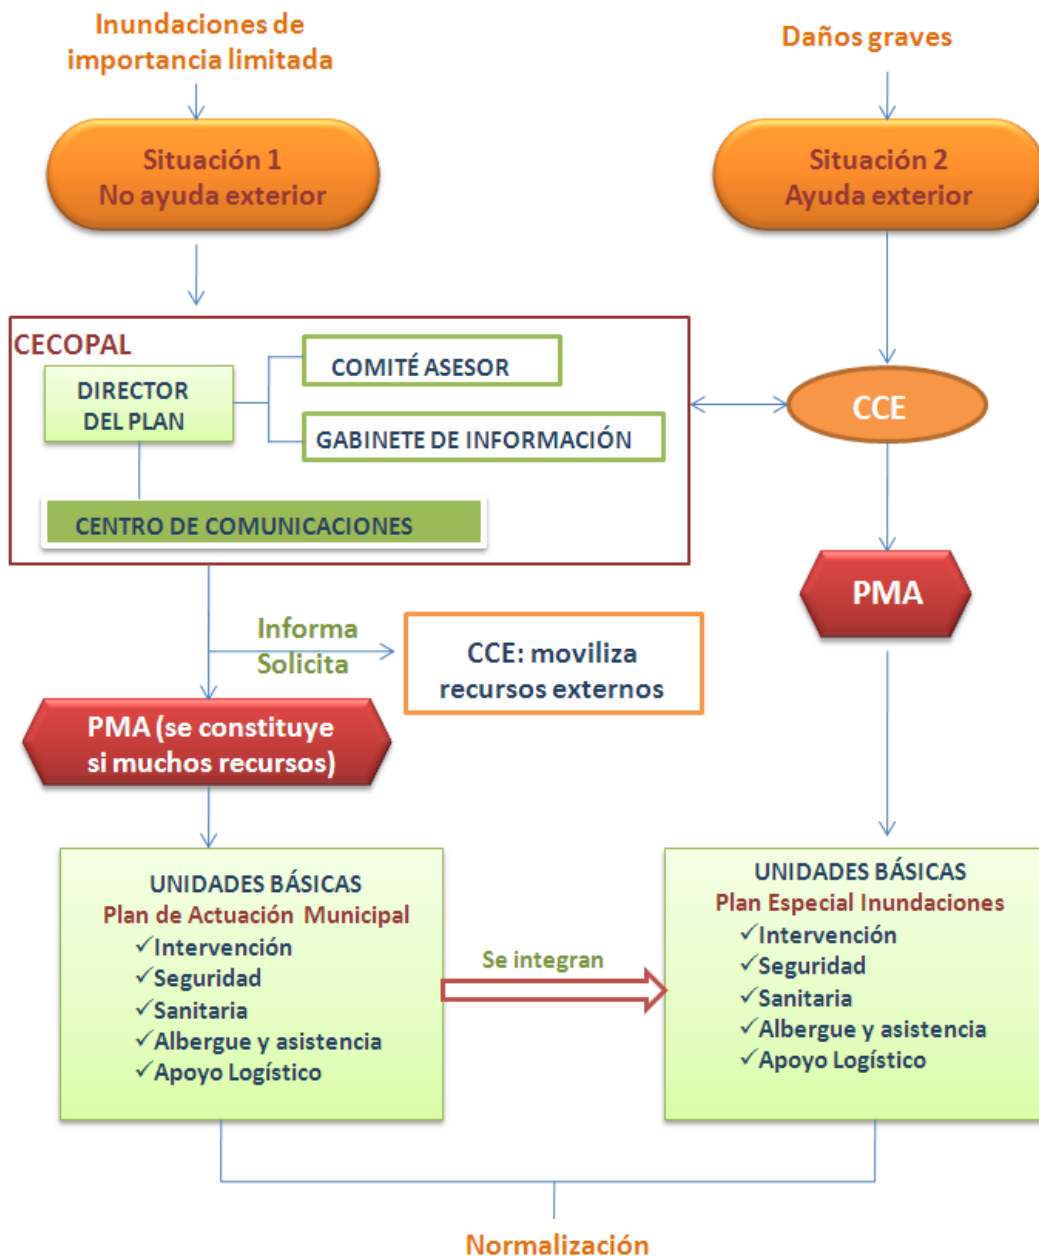 Inundaciones de
importancia limitada
Daños graves
Situación 1
No ayuda exterior
Situación 2
Ayuda exterior
CECOPAL
DIRECTOR
DEL PLAN
COMITÉ ASESOR
GABINETE DE INFORMACIÓN
CENTRO DE COMUNICACIONES
CCE
PMA
Informa
Solicita
CCE: moviliza
recursos externos
PMA (se constituye
si muchos recursos)
UNIDADES BÁSICAS
Plan de Actuación Municipal
✓Intervención
✓Seguridad
✓Sanitaria
✓Albergue y asistencia
✓Apoyo Logístico
Se integran
UNIDADES BÁSICAS
Plan Especial Inundaciones
✓Intervención
✓Seguridad
✓Sanitaria
✓Albergue y asistencia
✓Apoyo Logístico
Normalización